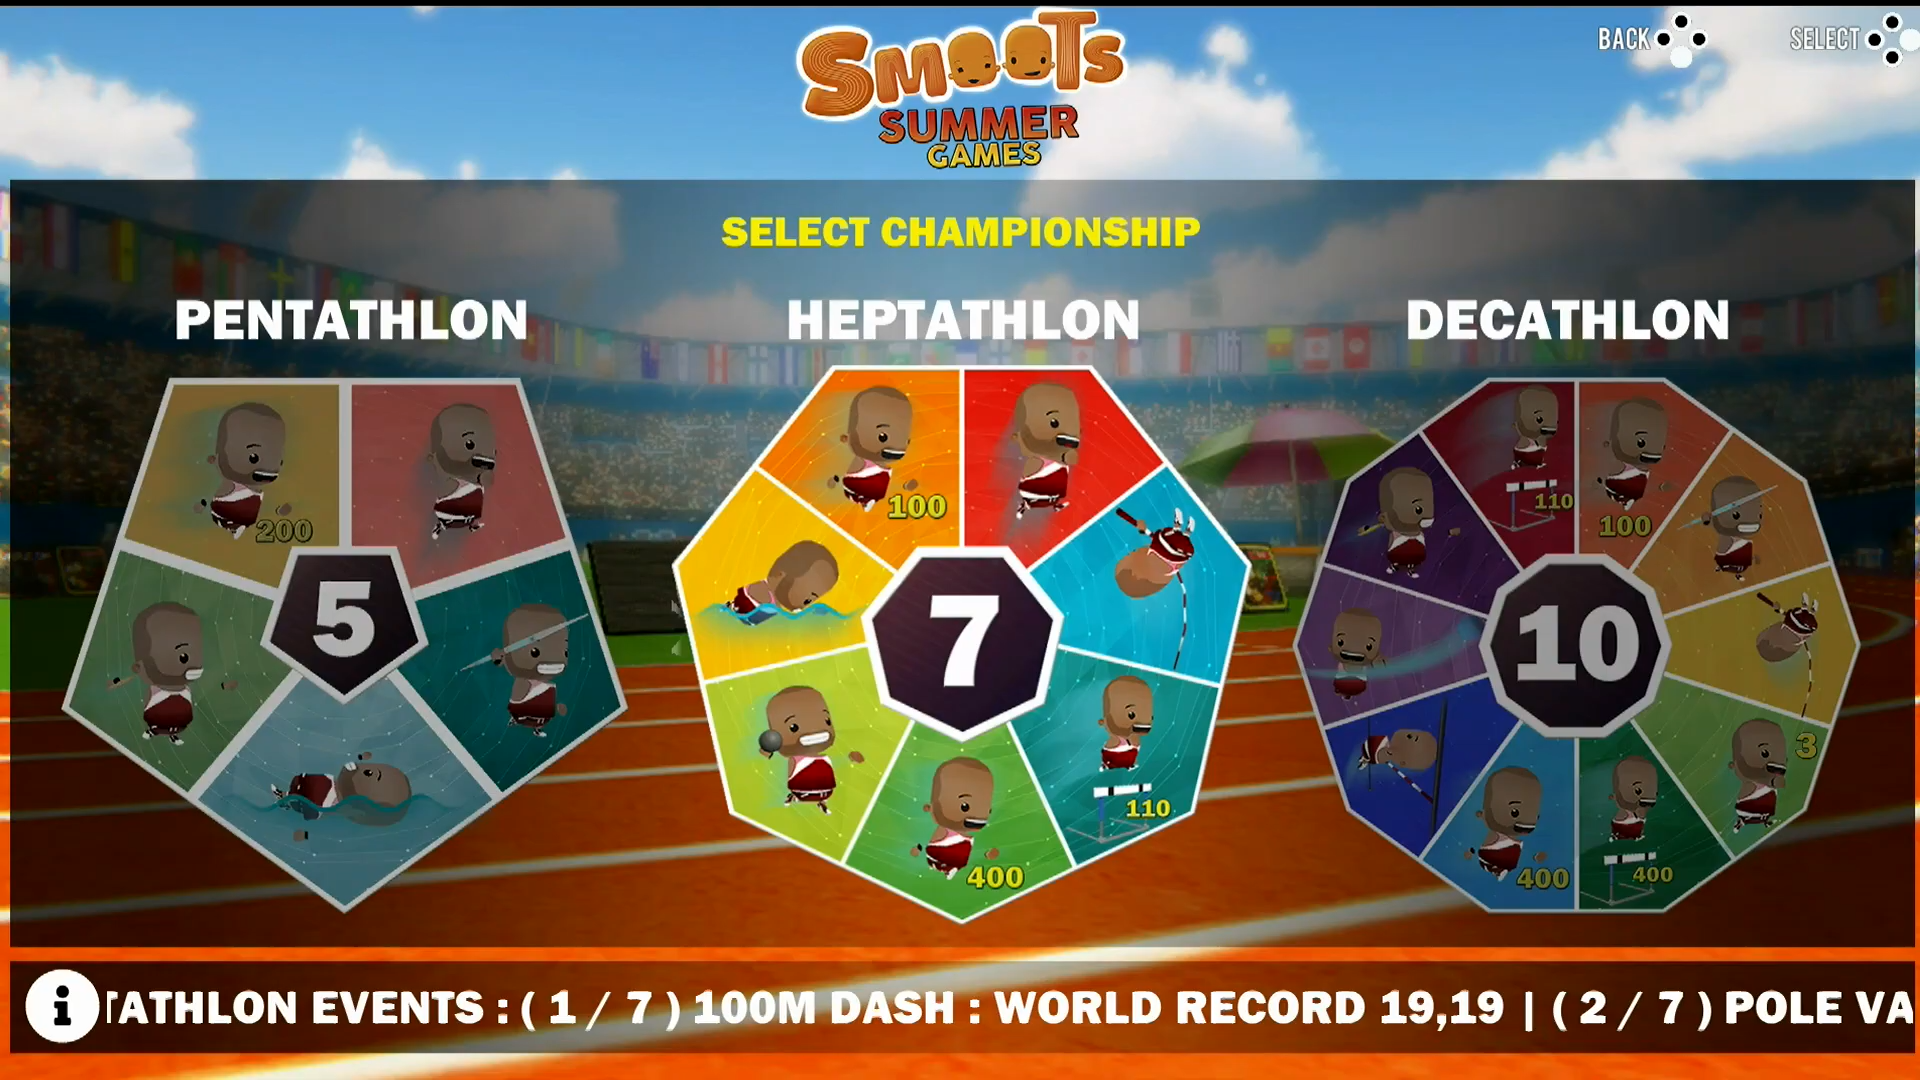 SMOOTS
SUMMER
GAMES
BACK
SELECT
SELECT CHAMPIONSHIP
PENTATHLON
HEPTATHLON
DECATHLON
200
5
100
7
110
400
110
100
10
3
400
400
TATHLON EVENTS : ( 1 / 7 ) 100M DASH : WORLD RECORD 19,19 | ( 2 / 7 ) POLE VA